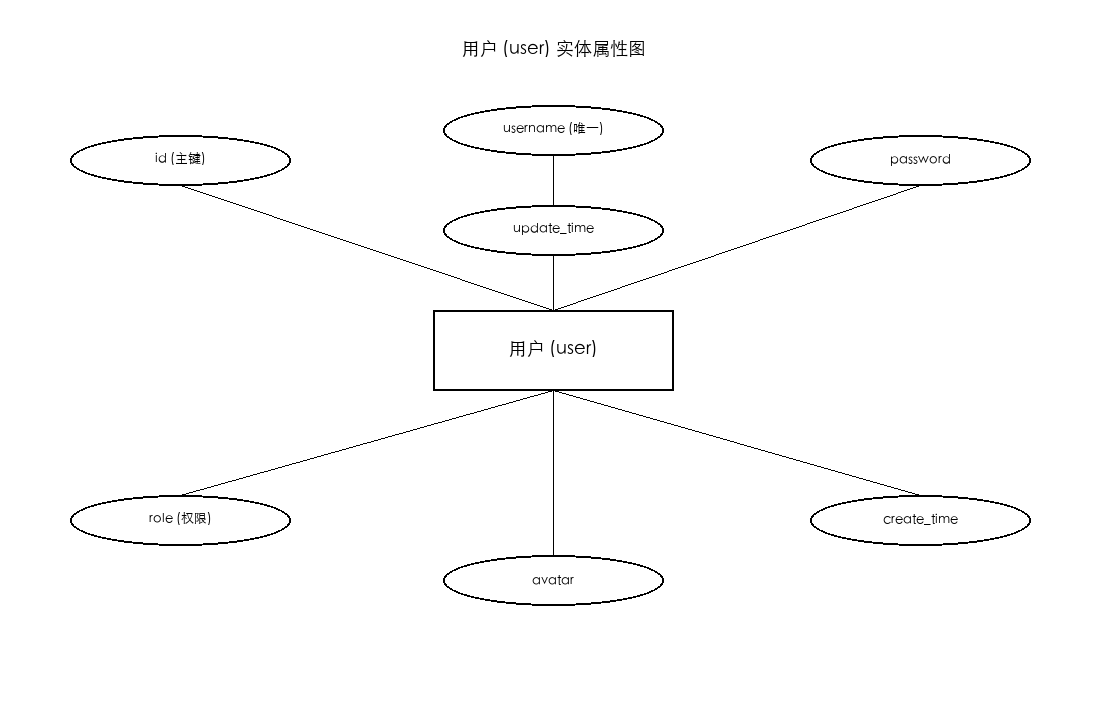 用户 (user) 实体属性图
username (唯一)
id (主键)
password
update_time
用户 (user)
role (权限)
create_time
avatar